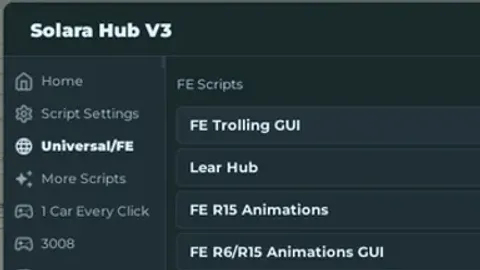 Solara Hub V3
Home
Script Settings
Universal/FE
More Scripts
1 Car Every Click
3008
FE Scripts
FE Trolling GUI
Lear Hub
FE R15 Animations
FE R6/R15 Animations GUI